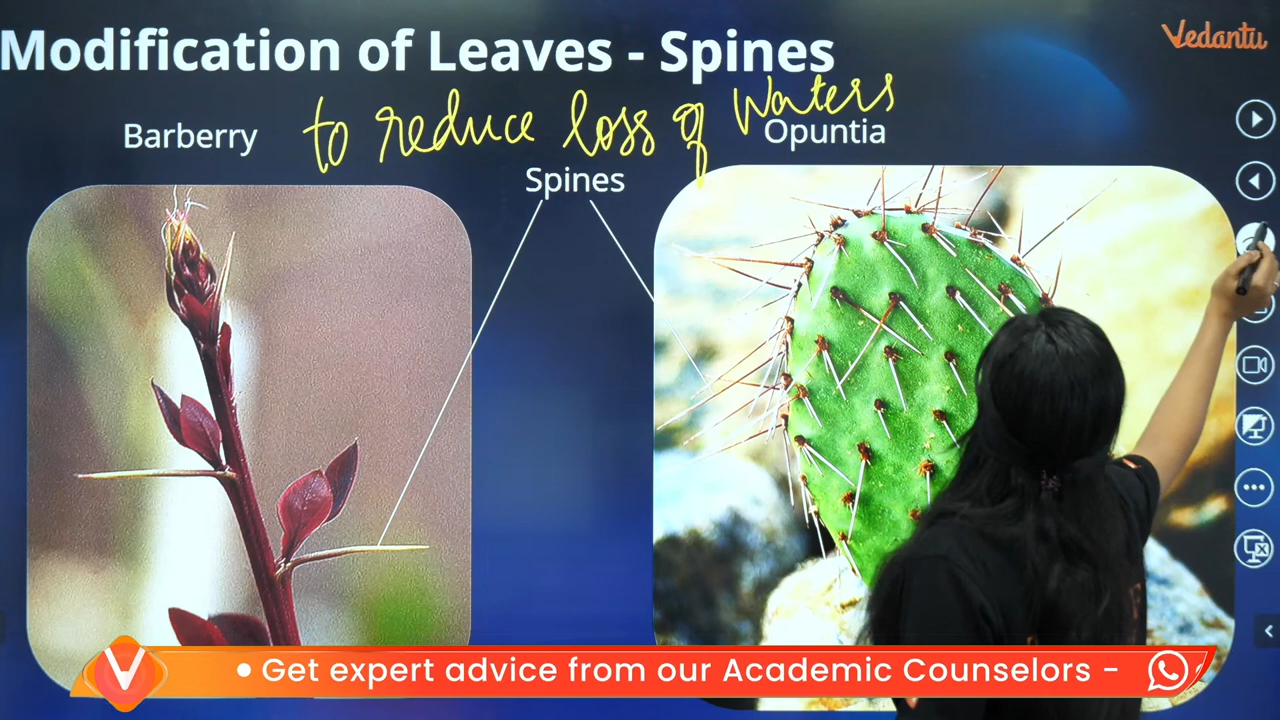 Modification of Leaves - Spines
Vedantu
to reduce loss of Waters
Barberry
Opuntia
Spines
V
• Get expert advice from our Academic Counselors -